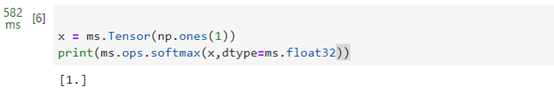 582
ms
[6]
x = ms.Tensor(np.ones(1))
print(ms.ops.softmax(x,dtype=ms.float32))
[1.]